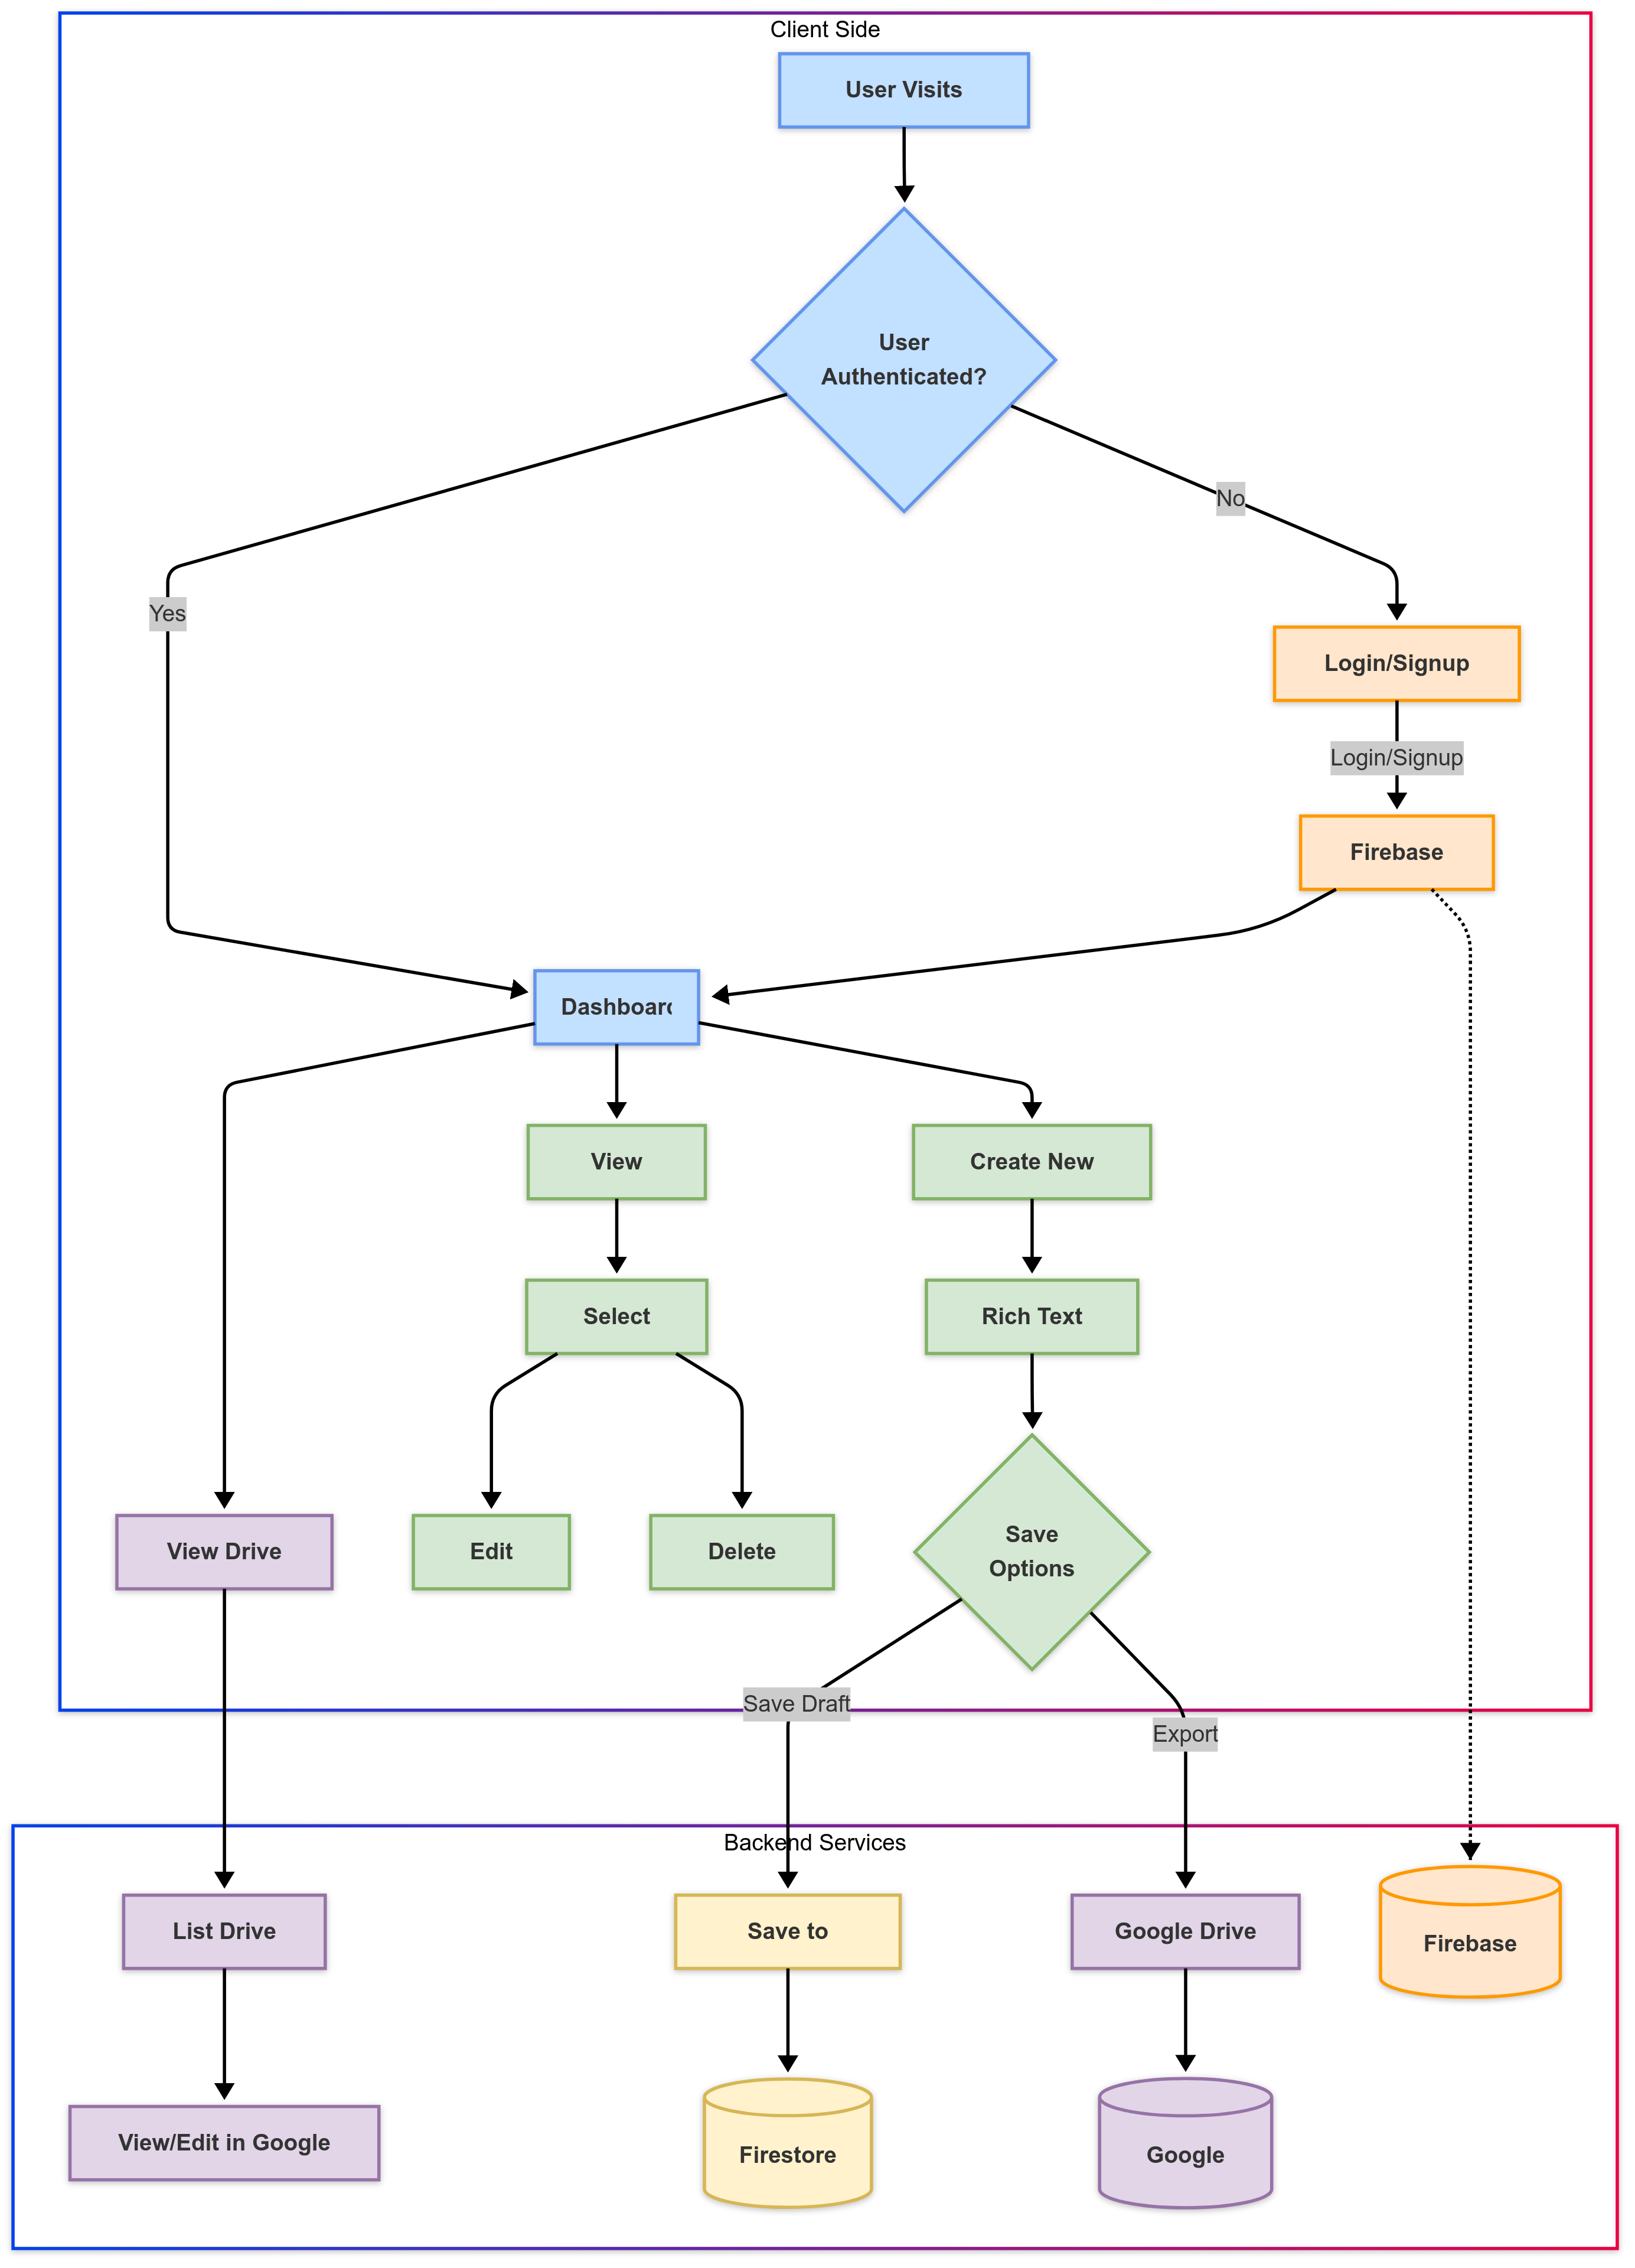 Client Side
User Visits
User
Authenticated?
No
Yes
Login/Signup
Login/Signup
Firebase
Dashboard
View
Create New
Select
Rich Text
View Drive
Edit
Delete
Save
Options
Save Draft
Export
Backend Services
List Drive
Save to
Google Drive
Firebase
View/Edit in Google
Firestore
Google